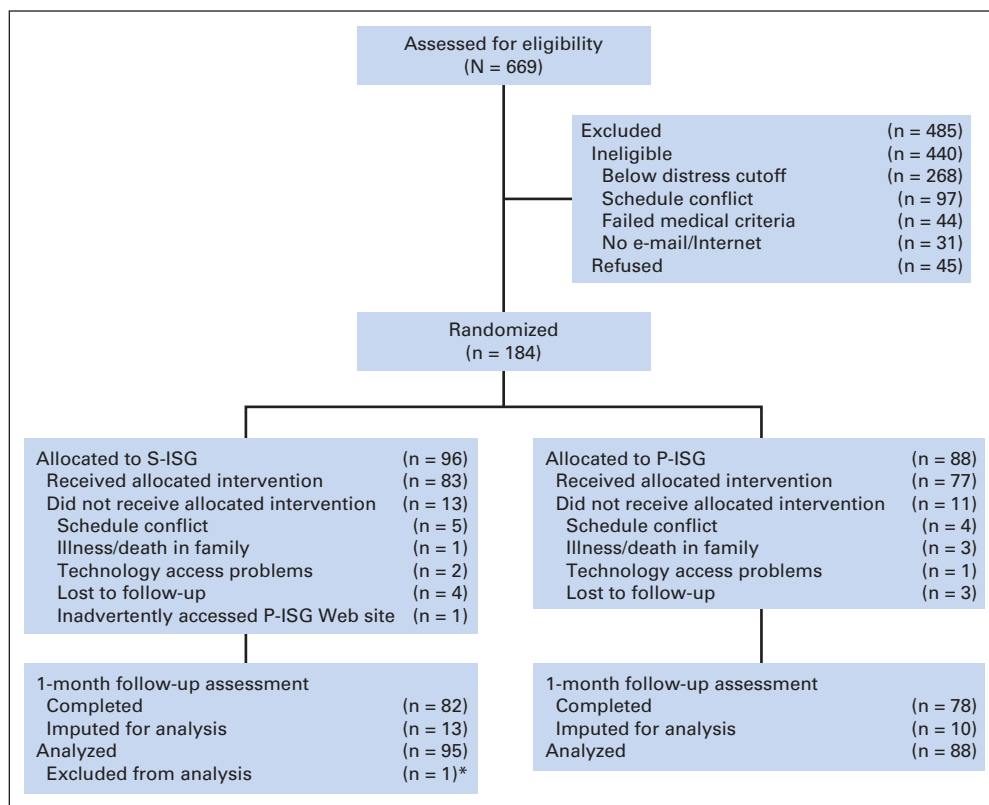 Assessed for eligibility
(N = 669)
Excluded (n = 485)
Ineligible (n = 440)
Below distress cutoff (n = 268)
Schedule conflict (n = 97)
Failed medical criteria (n = 44)
No e-mail/Internet (n = 31)
Refused (n = 45)
Randomized
(n = 184)
Allocated to S-ISG (n = 96)
Received allocated intervention (n = 83)
Did not receive allocated intervention (n = 13)
Schedule conflict (n = 5)
Illness/death in family (n = 1)
Technology access problems (n = 2)
Lost to follow-up (n = 4)
Inadvertently accessed P-ISG Web site (n = 1)
Allocated to P-ISG (n = 88)
Received allocated intervention (n = 77)
Did not receive allocated intervention (n = 11)
Schedule conflict (n = 4)
Illness/death in family (n = 3)
Technology access problems (n = 1)
Lost to follow-up (n = 3)
1-month follow-up assessment
Completed (n = 82)
Imputed for analysis (n = 13)
Analyzed (n = 95)
Excluded from analysis (n = 1)*
1-month follow-up assessment
Completed (n = 78)
Imputed for analysis (n = 10)
Analyzed (n = 88)